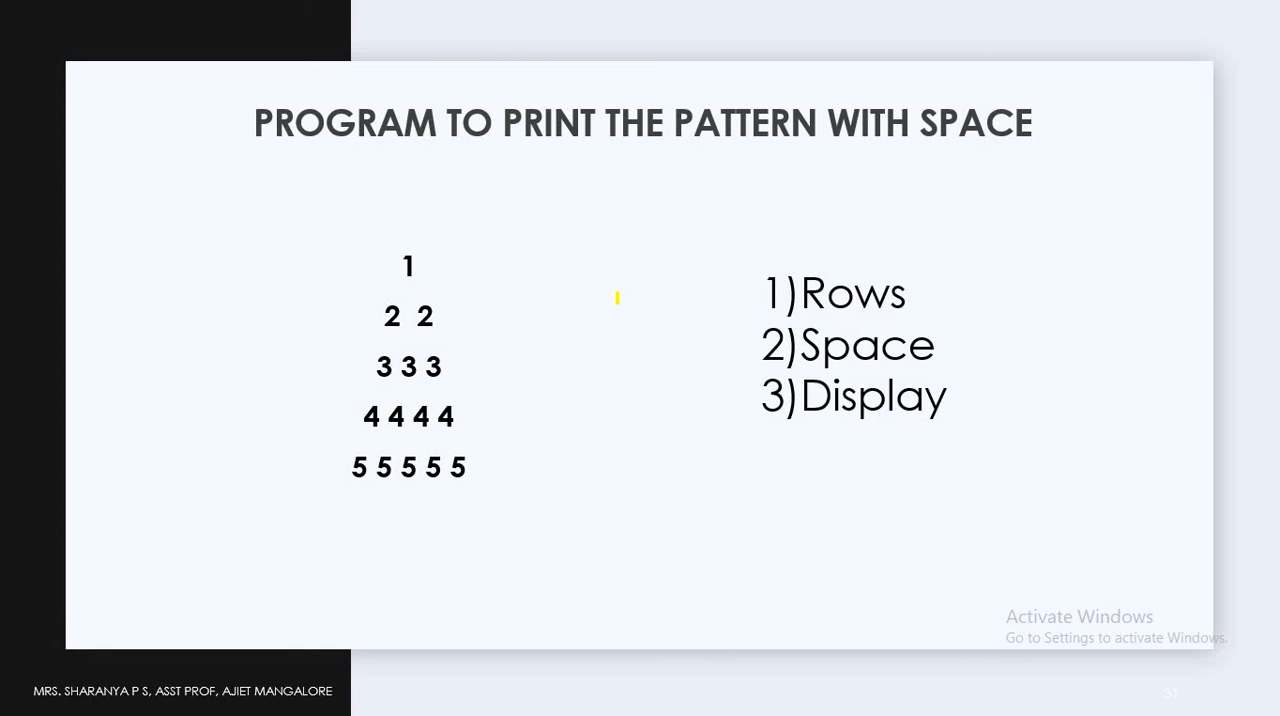 PROGRAM TO PRINT THE PATTERN WITH SPACE
1
2 2
3 3 3
4 4 4 4
5 5 5 5 5
1)Rows
2)Space
3)Display
Activate Windows
Go to Settings to activate Windows.
MRS. SHARANYA P S, ASST PROF, AJIET MANGALORE
31